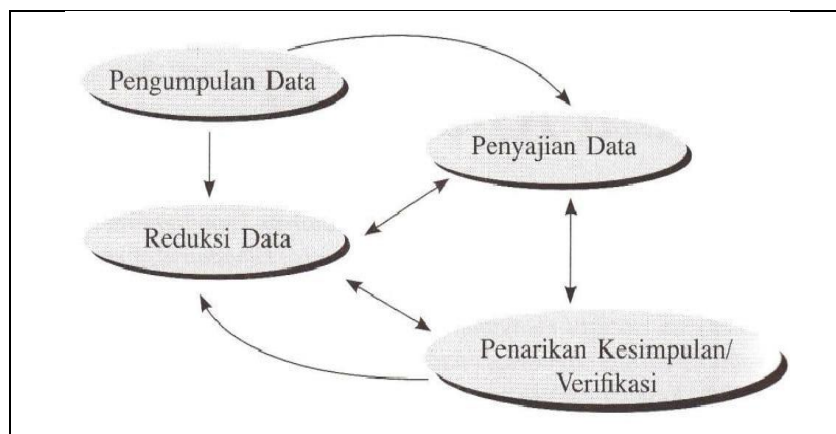 Pengumpulan Data
Penyajian Data
Reduksi Data
Penarikan Kesimpulan/
Verifikasi